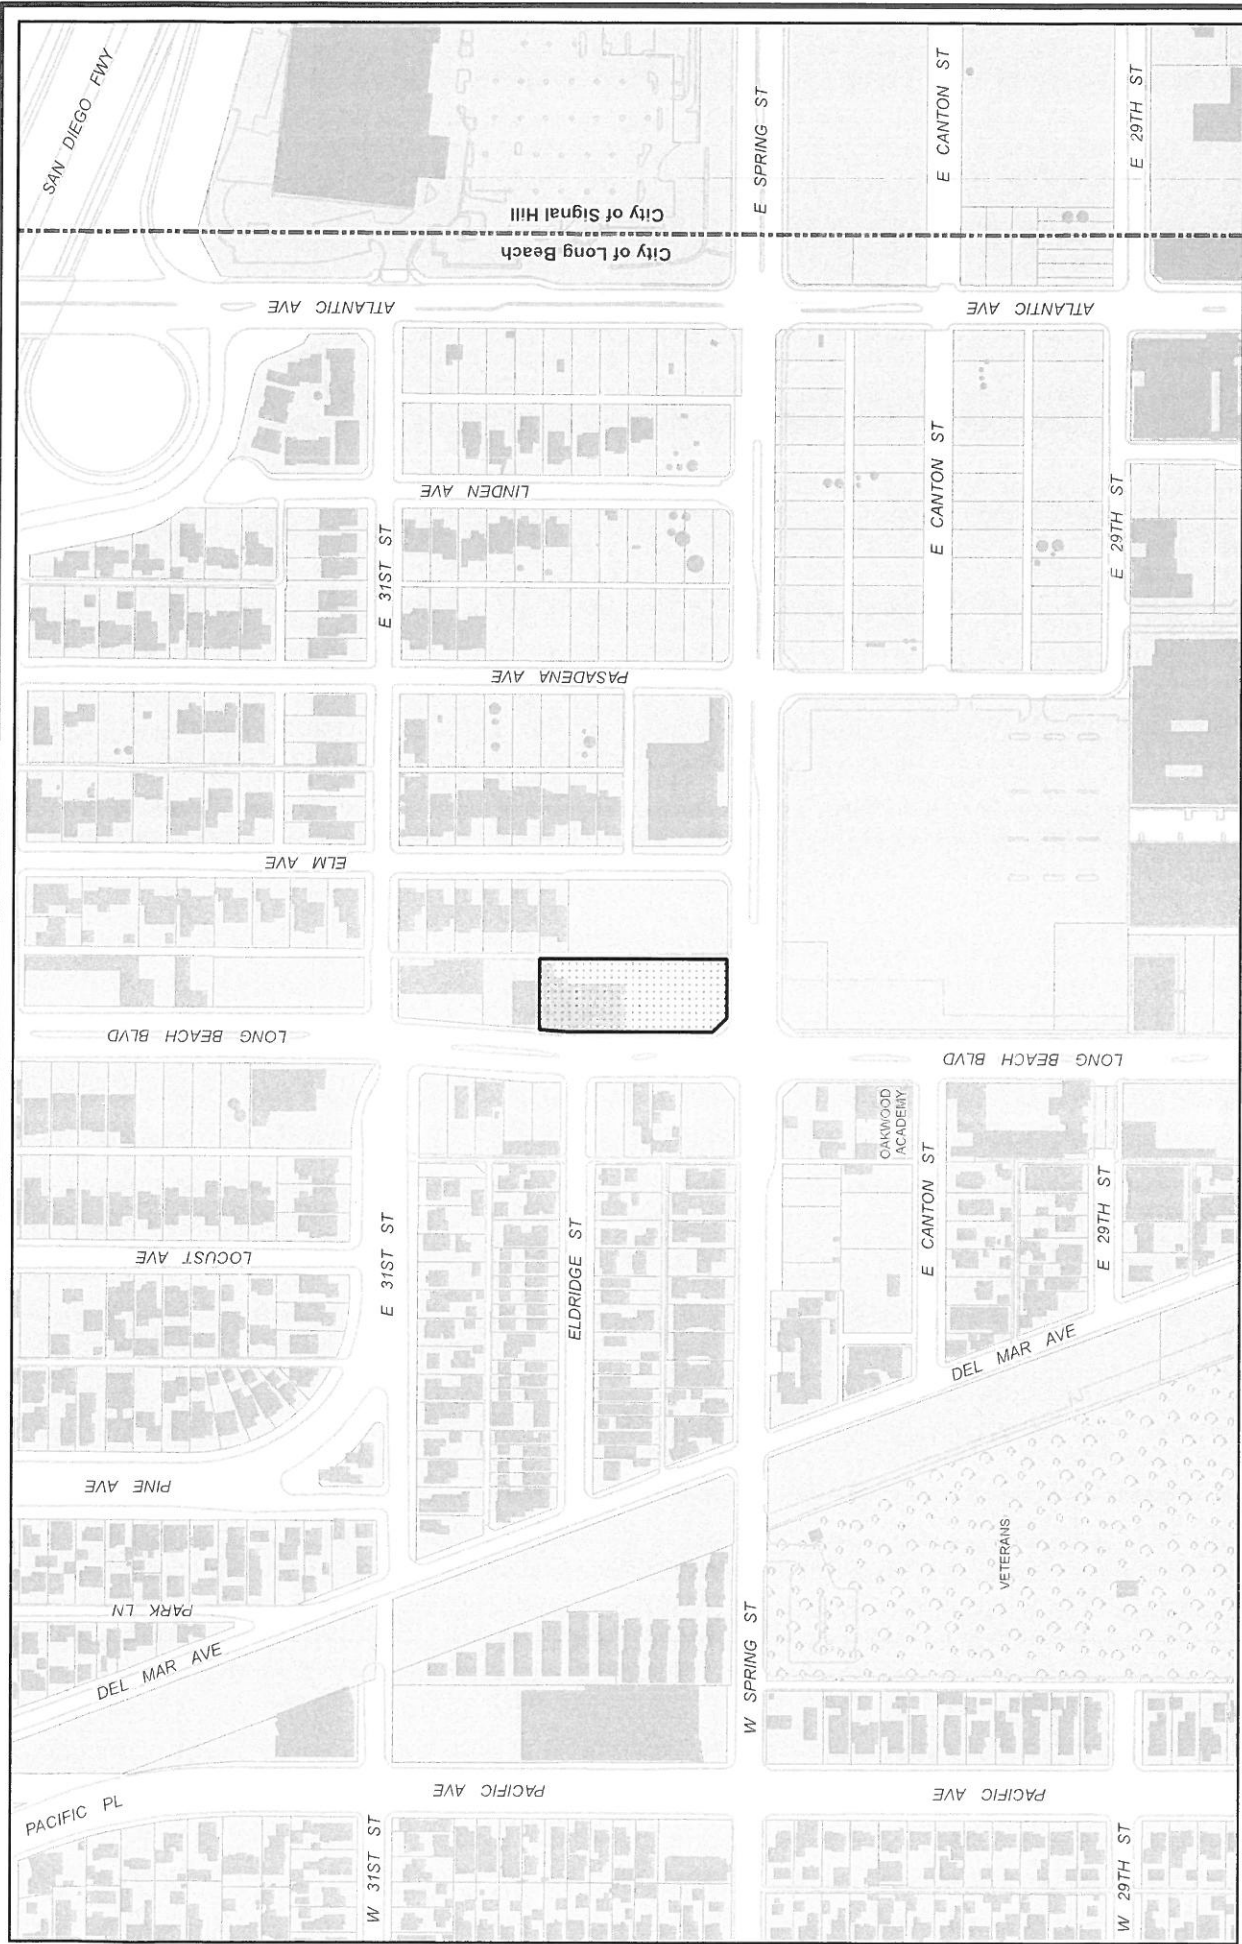 SAN DIEGO FWY
E SPRING ST
E CANTON ST
E 29TH ST
City of Signal Hill
City of Long Beach
ATLANTIC AVE
ATLANTIC AVE
LINDEN AVE
E CANTON ST
E 29TH ST
E 31ST ST
PASADENA AVE
ELM AVE
LONG BEACH BLVD
LONG BEACH BLVD
OAKWOOD
ACADEMY
E CANTON ST
E 29TH ST
LOCUST AVE
E 31ST ST
ELDRIDGE ST
DEL MAR AVE
PINE AVE
VETERANS
PARK LN
DEL MAR AVE
W SPRING ST
PACIFIC AVE
PACIFIC AVE
PACIFIC PL
W 31ST ST
W 29TH ST